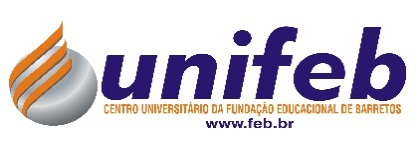 unifeb
CENTRO UNIVERSITÁRIO DA FUNDAÇÃO EDUCACIONAL DE BARRETOS
www.feb.br